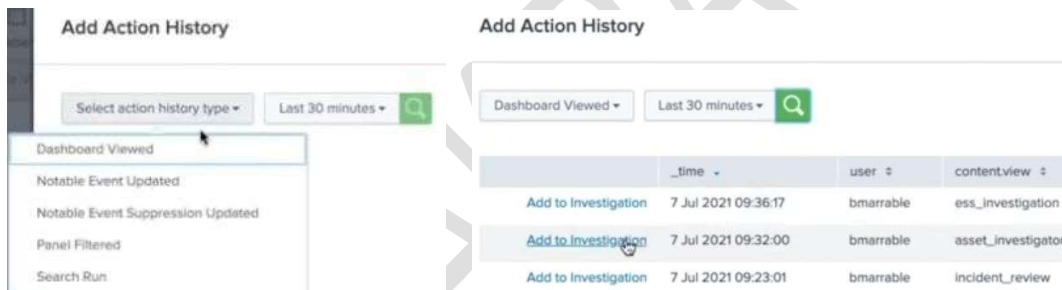 Add Action History
Select action history type
Last 30 minutes
Dashboard Viewed
Notable Event Updated
Notable Event Suppression Updated
Panel Filtered
Search Run
Add Action History
Dashboard Viewed
Last 30 minutes
_time user content.view
Add to Investigation 7 Jul 2021 09:36:17 bmarrable ess_investigation
Add to Investigation 7 Jul 2021 09:32:00 bmarrable asset_investigator
Add to Investigation 7 Jul 2021 09:23:01 bmarrable incident_review